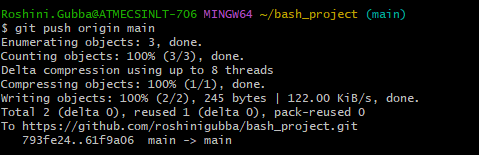 Roshini.Gubba@ATMECSINLT-706 MINGW64 ~/bash_project (main)
$ git push origin main
Enumerating objects: 3, done.
Counting objects: 100% (3/3), done.
Delta compression using up to 8 threads
Compressing objects: 100% (1/1), done.
Writing objects: 100% (2/2), 245 bytes | 122.00 KiB/s, done.
Total 2 (delta 0), reused 1 (delta 0), pack-reused 0
To https://github.com/roshinigubba/bash_project.git
   793fe24..61f9a06  main -> main